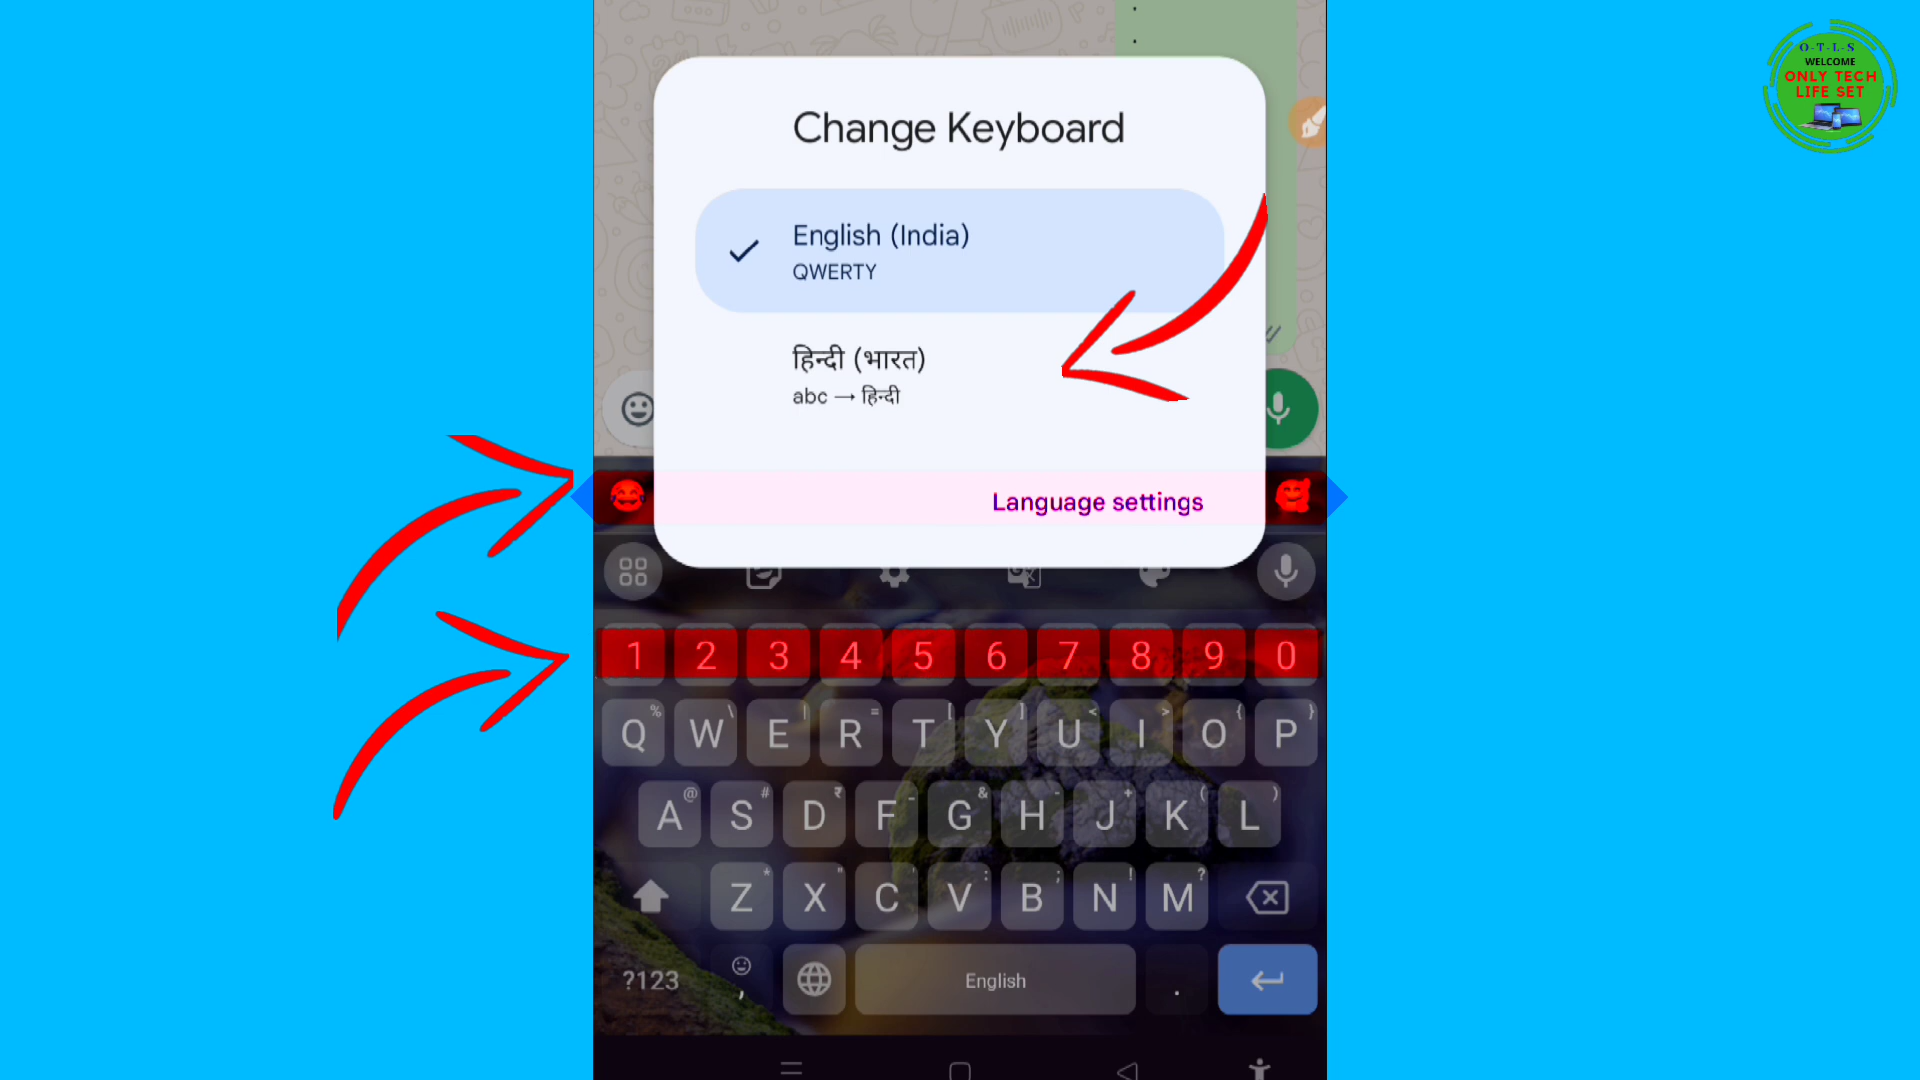 O-T-L-S
WELCOME
ONLY TECH
LIFE SET
Change Keyboard
English (India)
QWERTY
हिन्दी (भारत)
abc → हिन्दी
Language settings
1 2 3 4 5 6 7 8 9 0
% \ | = [ ] < > { }
Q W E R T Y U I O P
@ # ₹ _ & - + ( )
A S D F G H J K L
* " ' : ; ! ?
Z X C V B N M
?123 , English .